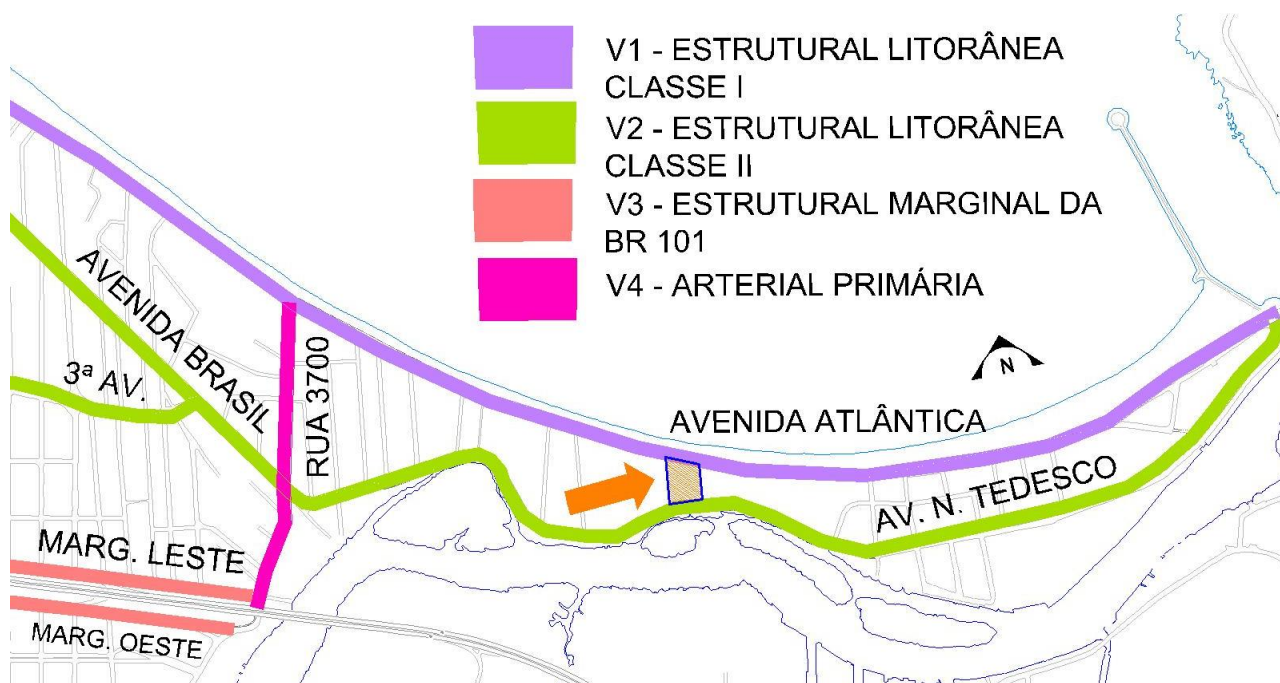 V1 - ESTRUTURAL LITORÂNEA
CLASSE I
V2 - ESTRUTURAL LITORÂNEA
CLASSE II
V3 - ESTRUTURAL MARGINAL DA
BR 101
V4 - ARTERIAL PRIMÁRIA
AVENIDA BRASIL
3ª AV.
RUA 3700
N
AVENIDA ATLÂNTICA
AV. N. TEDESCO
MARG. LESTE
MARG. OESTE